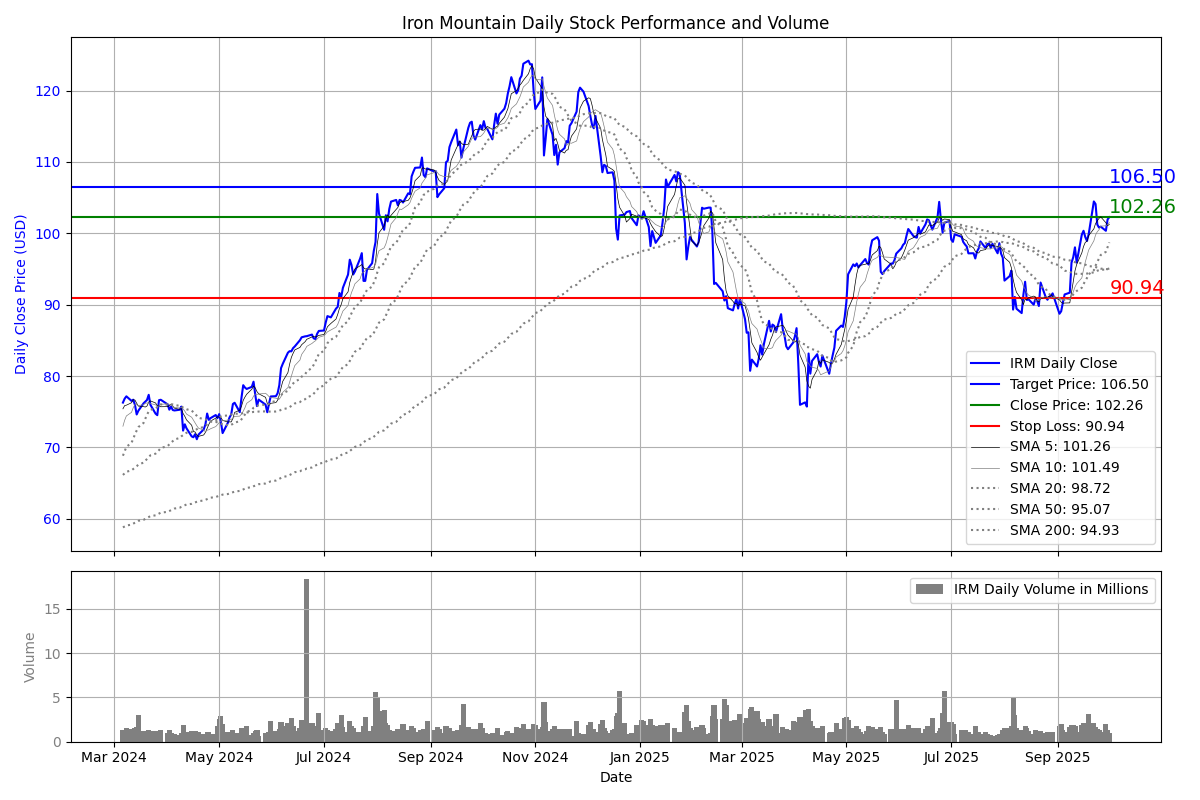 Iron Mountain Daily Stock Performance and Volume
Daily Close Price (USD)
120
110
100
90
80
70
60
106.50
102.26
90.94
IRM Daily Close
Target Price: 106.50
Close Price: 102.26
Stop Loss: 90.94
SMA 5: 101.26
SMA 10: 101.49
SMA 20: 98.72
SMA 50: 95.07
SMA 200: 94.93
Volume
15
10
5
0
IRM Daily Volume in Millions
Mar 2024 May 2024 Jul 2024 Sep 2024 Nov 2024 Jan 2025 Mar 2025 May 2025 Jul 2025 Sep 2025
Date